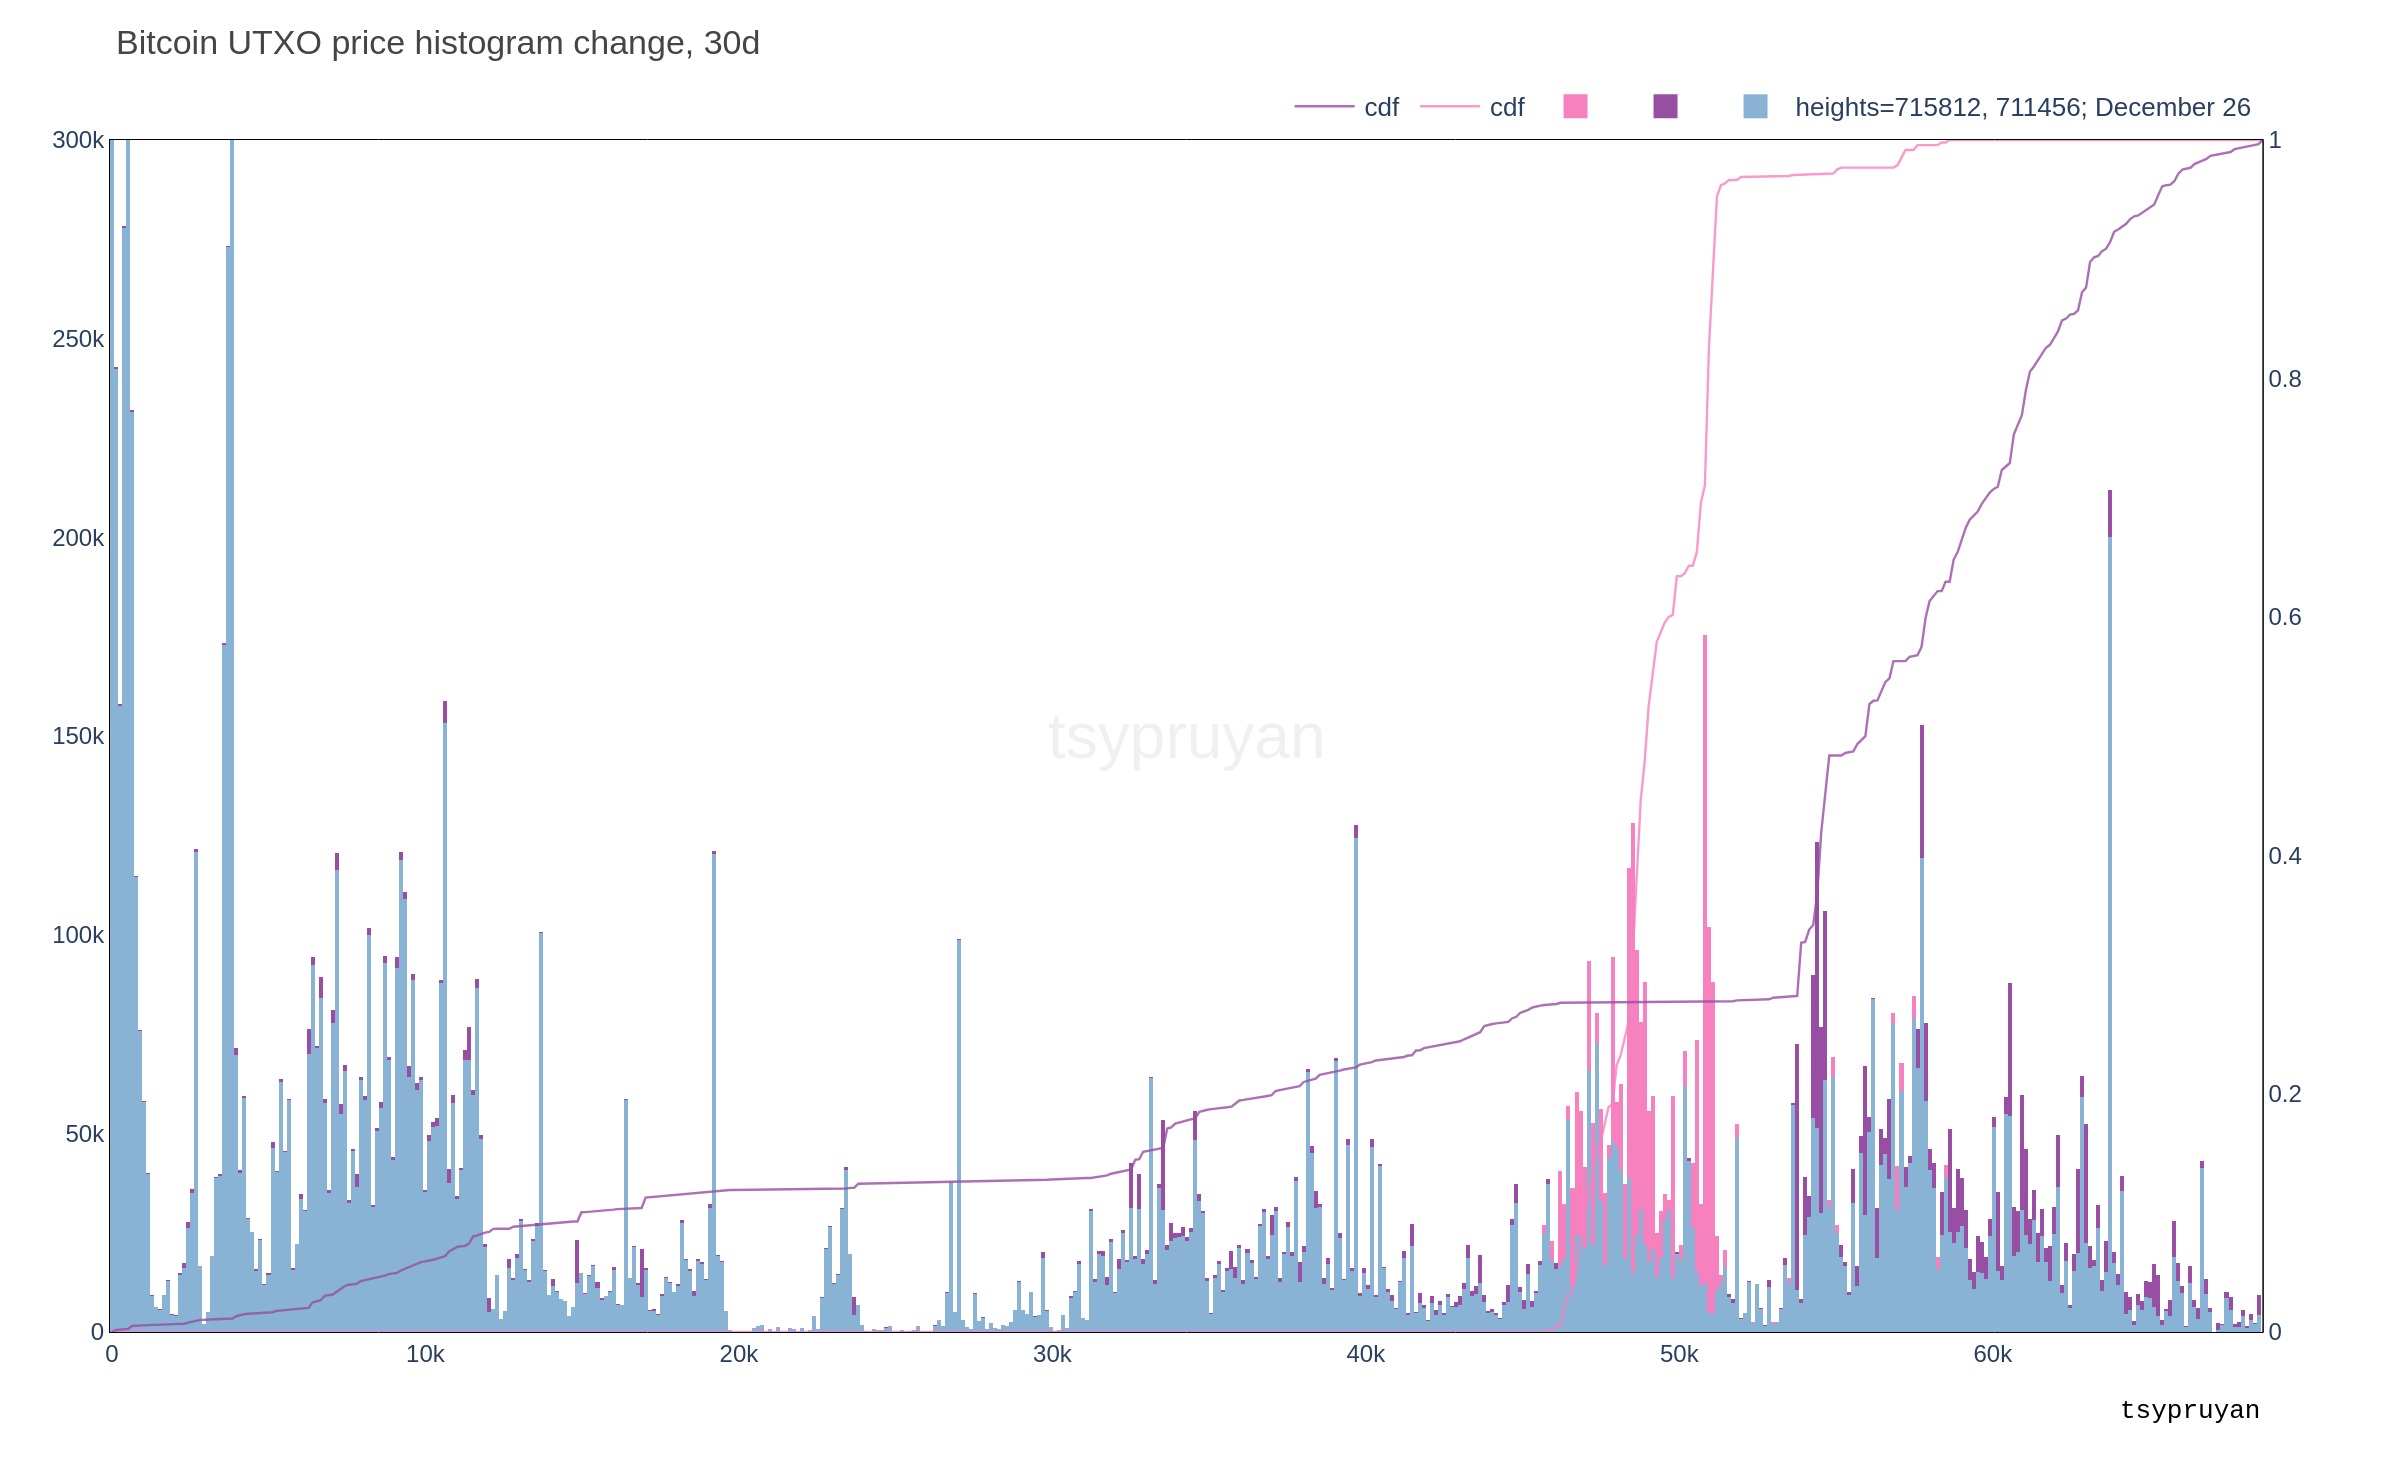 Bitcoin UTXO price histogram change, 30d
cdf cdf heights=715812, 711456; December 26
300k
250k
200k
150k
100k
50k
0
1
0.8
0.6
0.4
0.2
0
tsypruyan
0 10k 20k 30k 40k 50k 60k
tsypruyan